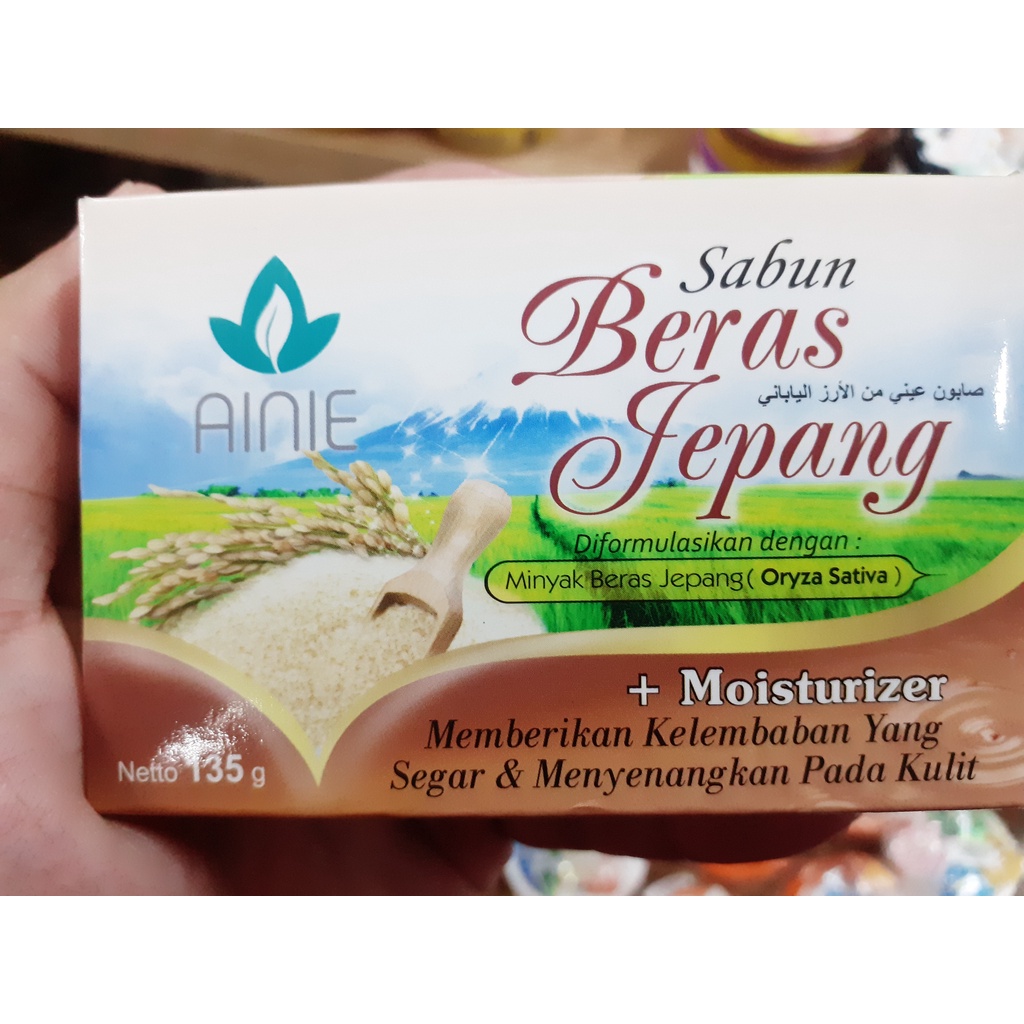 AINIE
Sabun
Beras
صابون عيني من الأرز الياباني
Jepang
Diformulasikan dengan :
Minyak Beras Jepang( Oryza Sativa )
+ Moisturizer
Memberikan Kelembaban Yang
Segar & Menyenangkan Pada Kulit
Netto 135 g